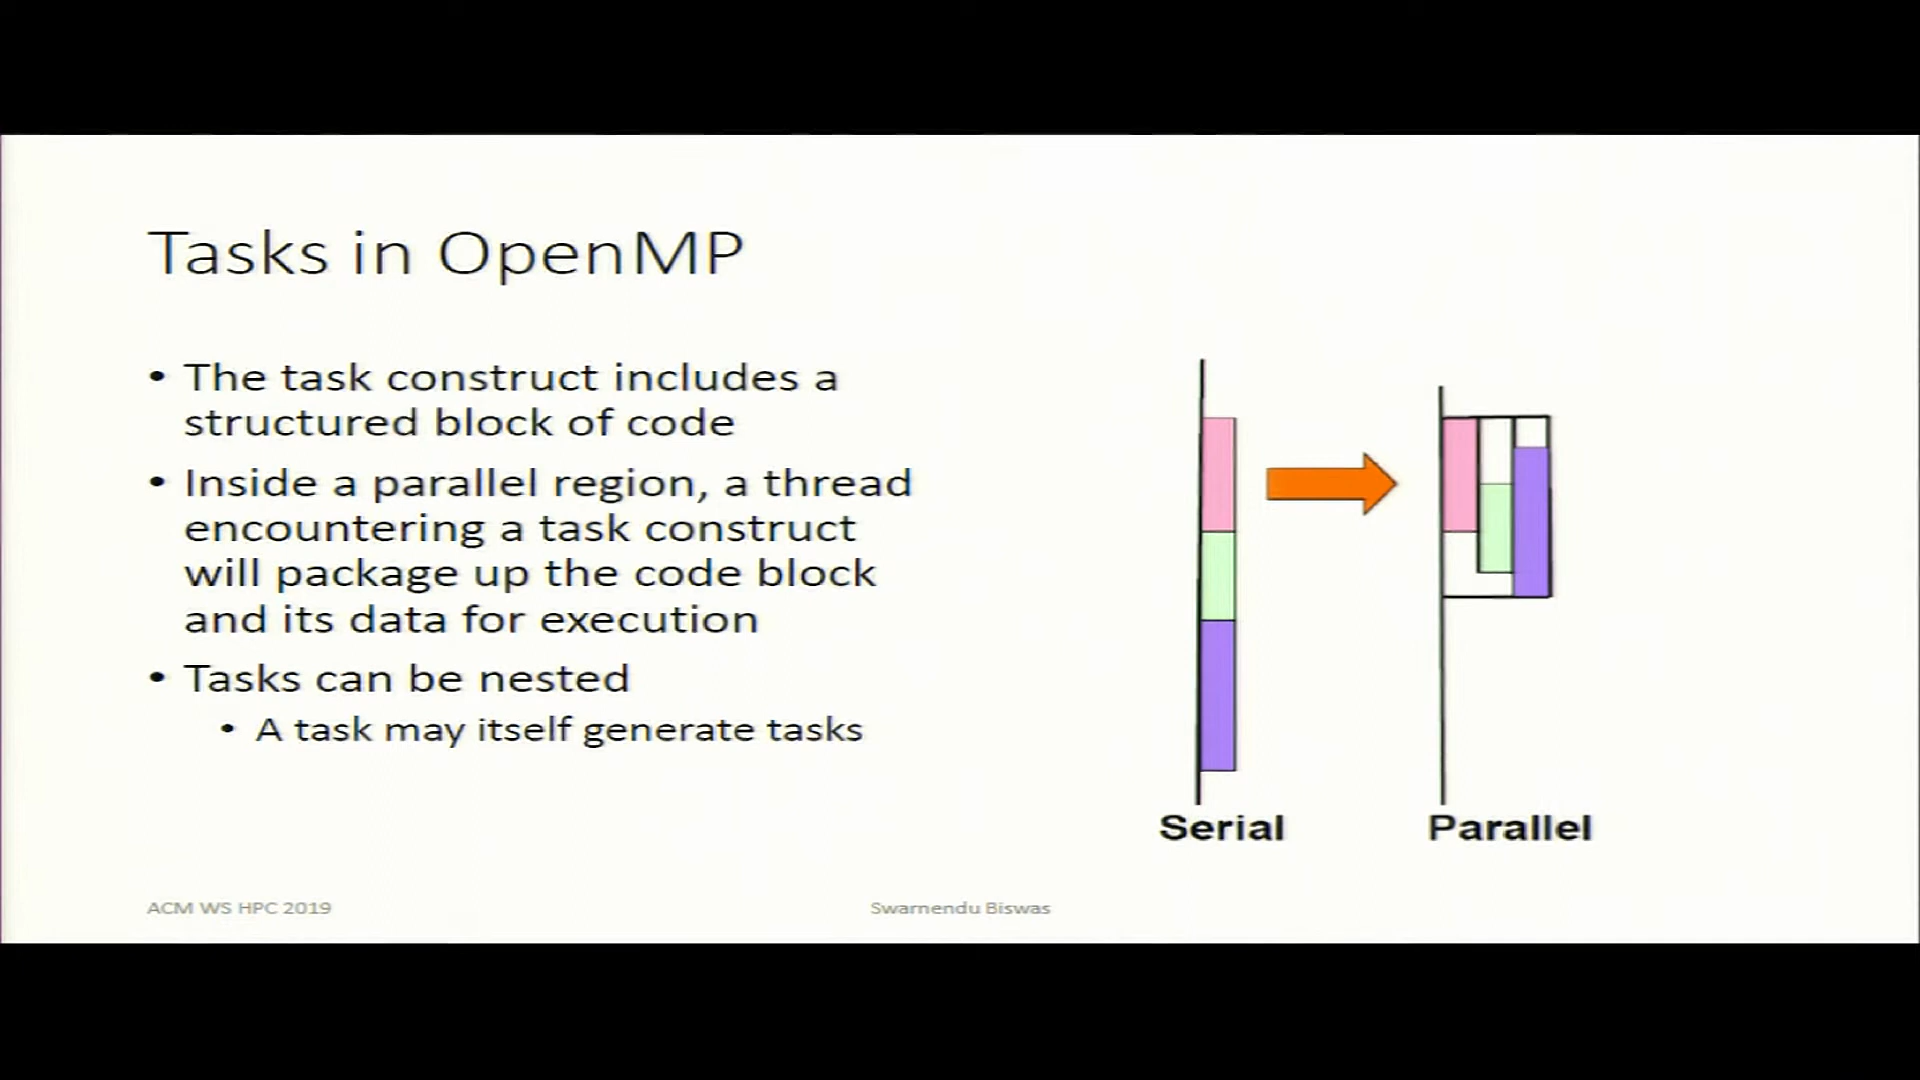 Tasks in OpenMP
• The task construct includes a
structured block of code
• Inside a parallel region, a thread
encountering a task construct
will package up the code block
and its data for execution
• Tasks can be nested
• A task may itself generate tasks
Serial
Parallel
ACM WS HPC 2019
Swarnendu Biswas